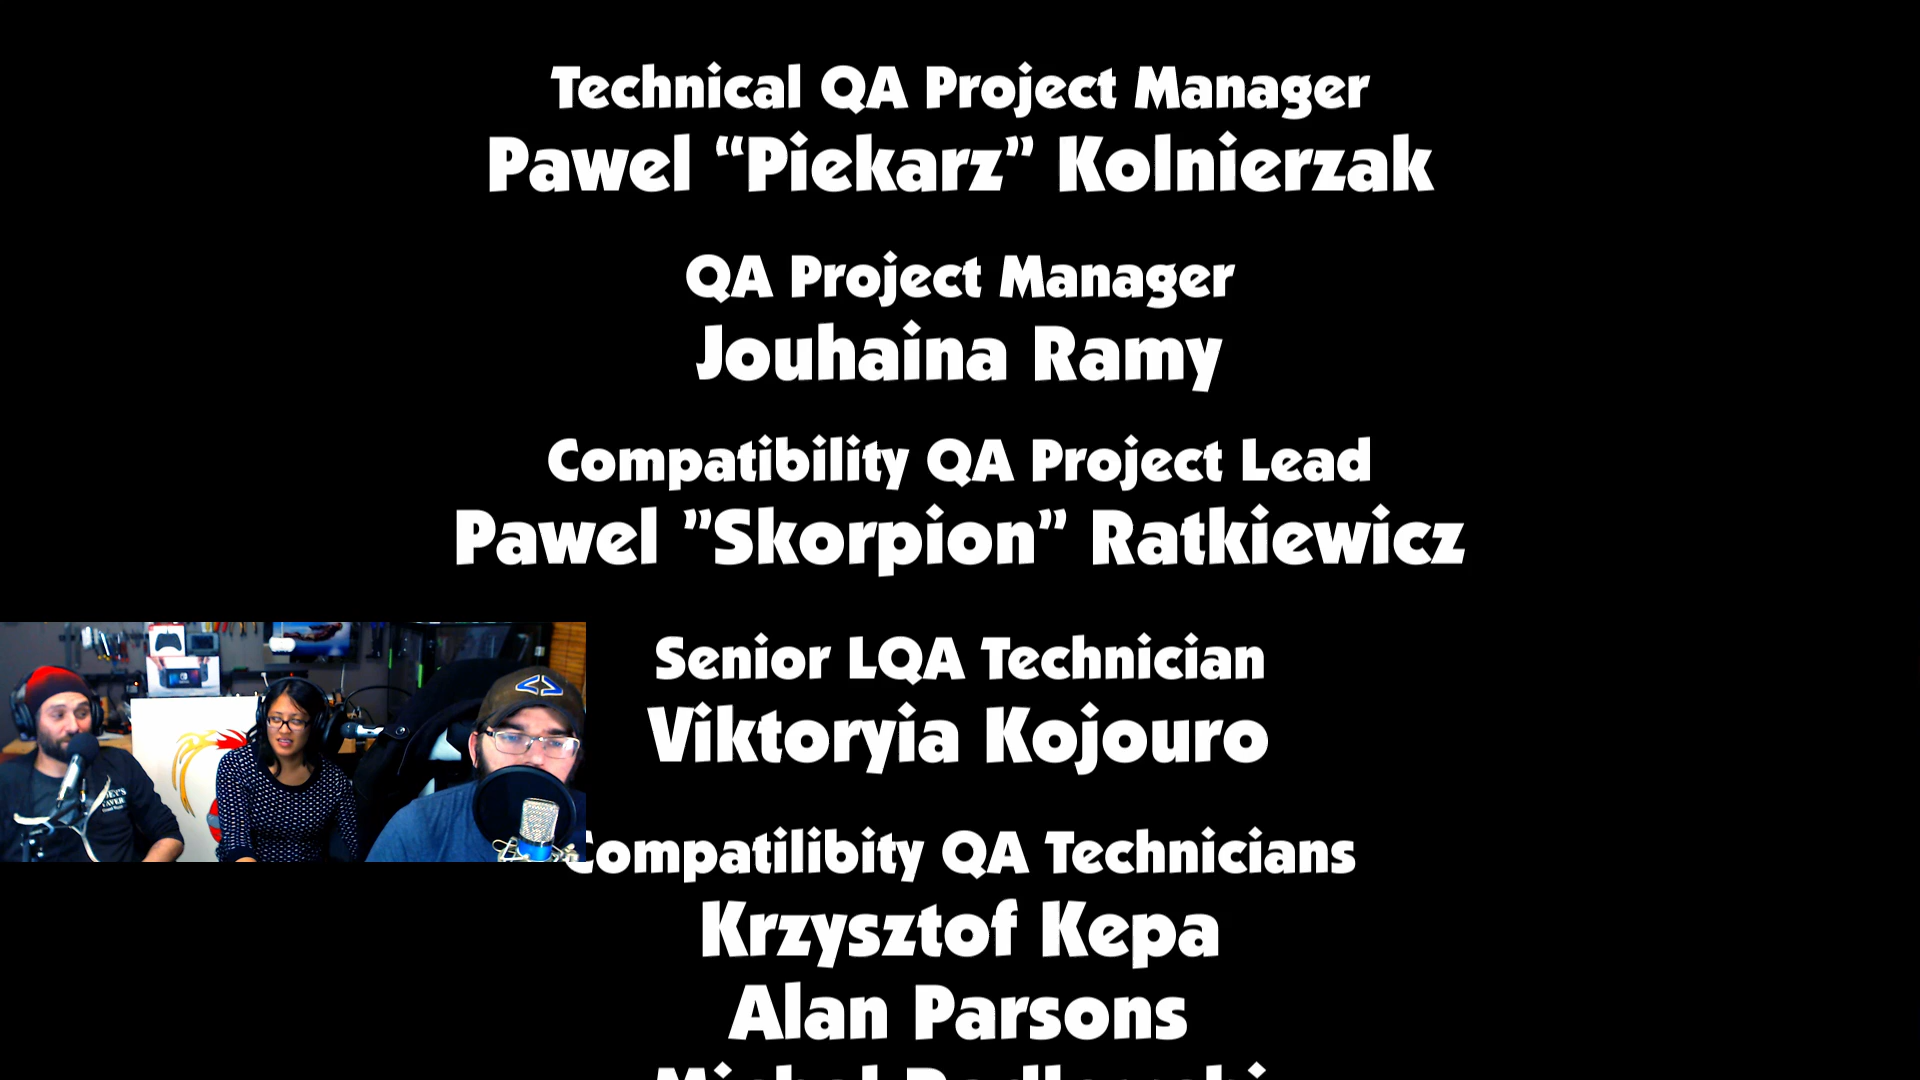 Technical QA Project Manager
Pawel “Piekarz” Kolnierzak
QA Project Manager
Jouhaina Ramy
Compatibility QA Project Lead
Pawel ”Skorpion” Ratkiewicz
Senior LQA Technician
Viktoryia Kojouro
Compatilibity QA Technicians
Krzysztof Kepa
Alan Parsons